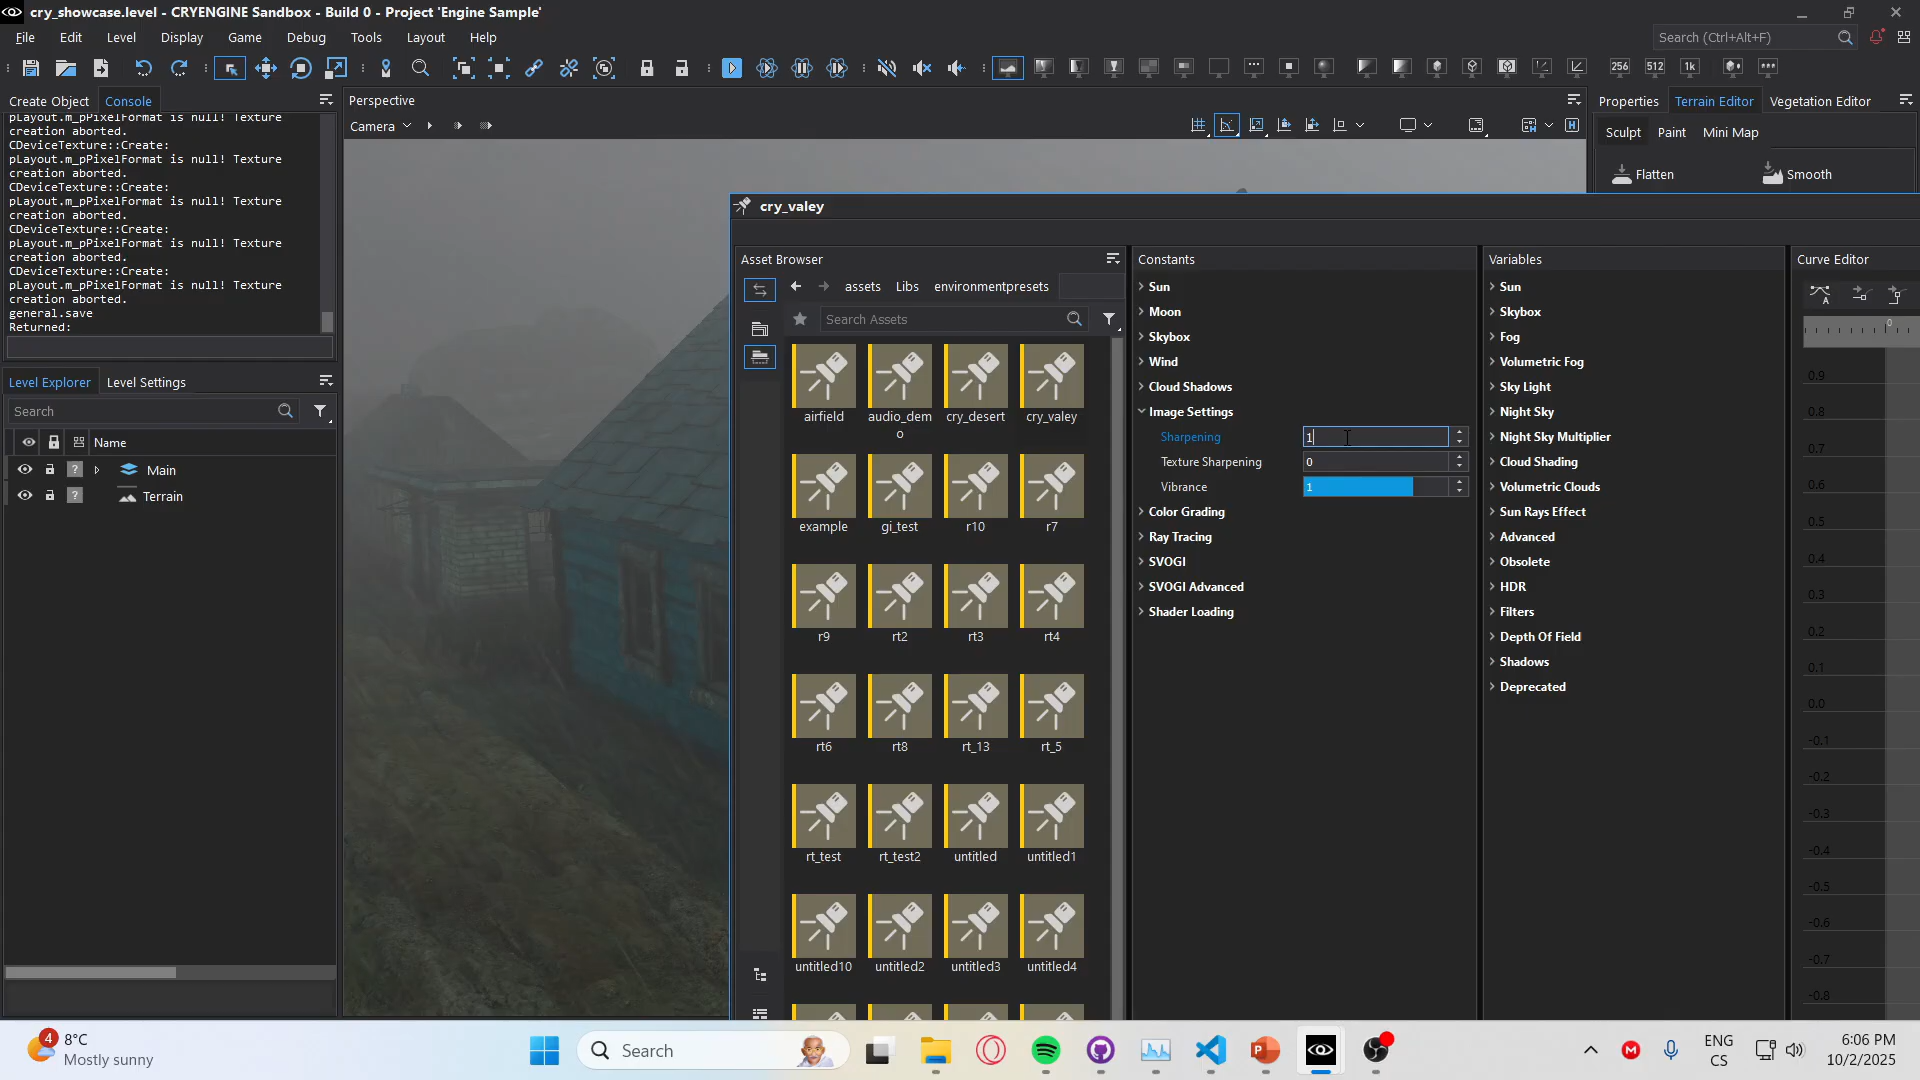 cry_showcase.level - CRYENGINE Sandbox - Build 0 - Project 'Engine Sample'
File Edit Level Display Game Debug Tools Layout Help
Search (Ctrl+Alt+F)
256 512 1k
Create Object Console
pLayout.m_pPixelFormat is null! Texture
creation aborted.
CDeviceTexture::Create:
pLayout.m_pPixelFormat is null! Texture
creation aborted.
CDeviceTexture::Create:
pLayout.m_pPixelFormat is null! Texture
creation aborted.
CDeviceTexture::Create:
pLayout.m_pPixelFormat is null! Texture
creation aborted.
CDeviceTexture::Create:
pLayout.m_pPixelFormat is null! Texture
creation aborted.
general.save
Returned:
Level Explorer Level Settings
Search
Name
Main
Terrain
Perspective
Camera
Properties Terrain Editor Vegetation Editor
Sculpt Paint Mini Map
Flatten Smooth
cry_valey
Asset Browser
assets Libs environmentpresets
Search Assets
airfield audio_dem
o cry_desert cry_valey
example gi_test r10 r7
r9 rt2 rt3 rt4
rt6 rt8 rt_13 rt_5
rt_test rt_test2 untitled untitled1
untitled10 untitled2 untitled3 untitled4
Constants
Sun
Moon
Skybox
Wind
Cloud Shadows
Image Settings
Sharpening 1
Texture Sharpening 0
Vibrance 1
Color Grading
Ray Tracing
SVOGI
SVOGI Advanced
Shader Loading
Variables
Sun
Skybox
Fog
Volumetric Fog
Sky Light
Night Sky
Night Sky Multiplier
Cloud Shading
Volumetric Clouds
Sun Rays Effect
Advanced
Obsolete
HDR
Filters
Depth Of Field
Shadows
Deprecated
Curve Editor
0
0.9
0.8
0.7
0.6
0.5
0.4
0.3
0.2
0.1
0.0
-0.1
-0.2
-0.3
-0.4
-0.5
-0.6
-0.7
-0.8
4
8°C
Mostly sunny
Search
ENG
CS
6:06 PM
10/2/2025